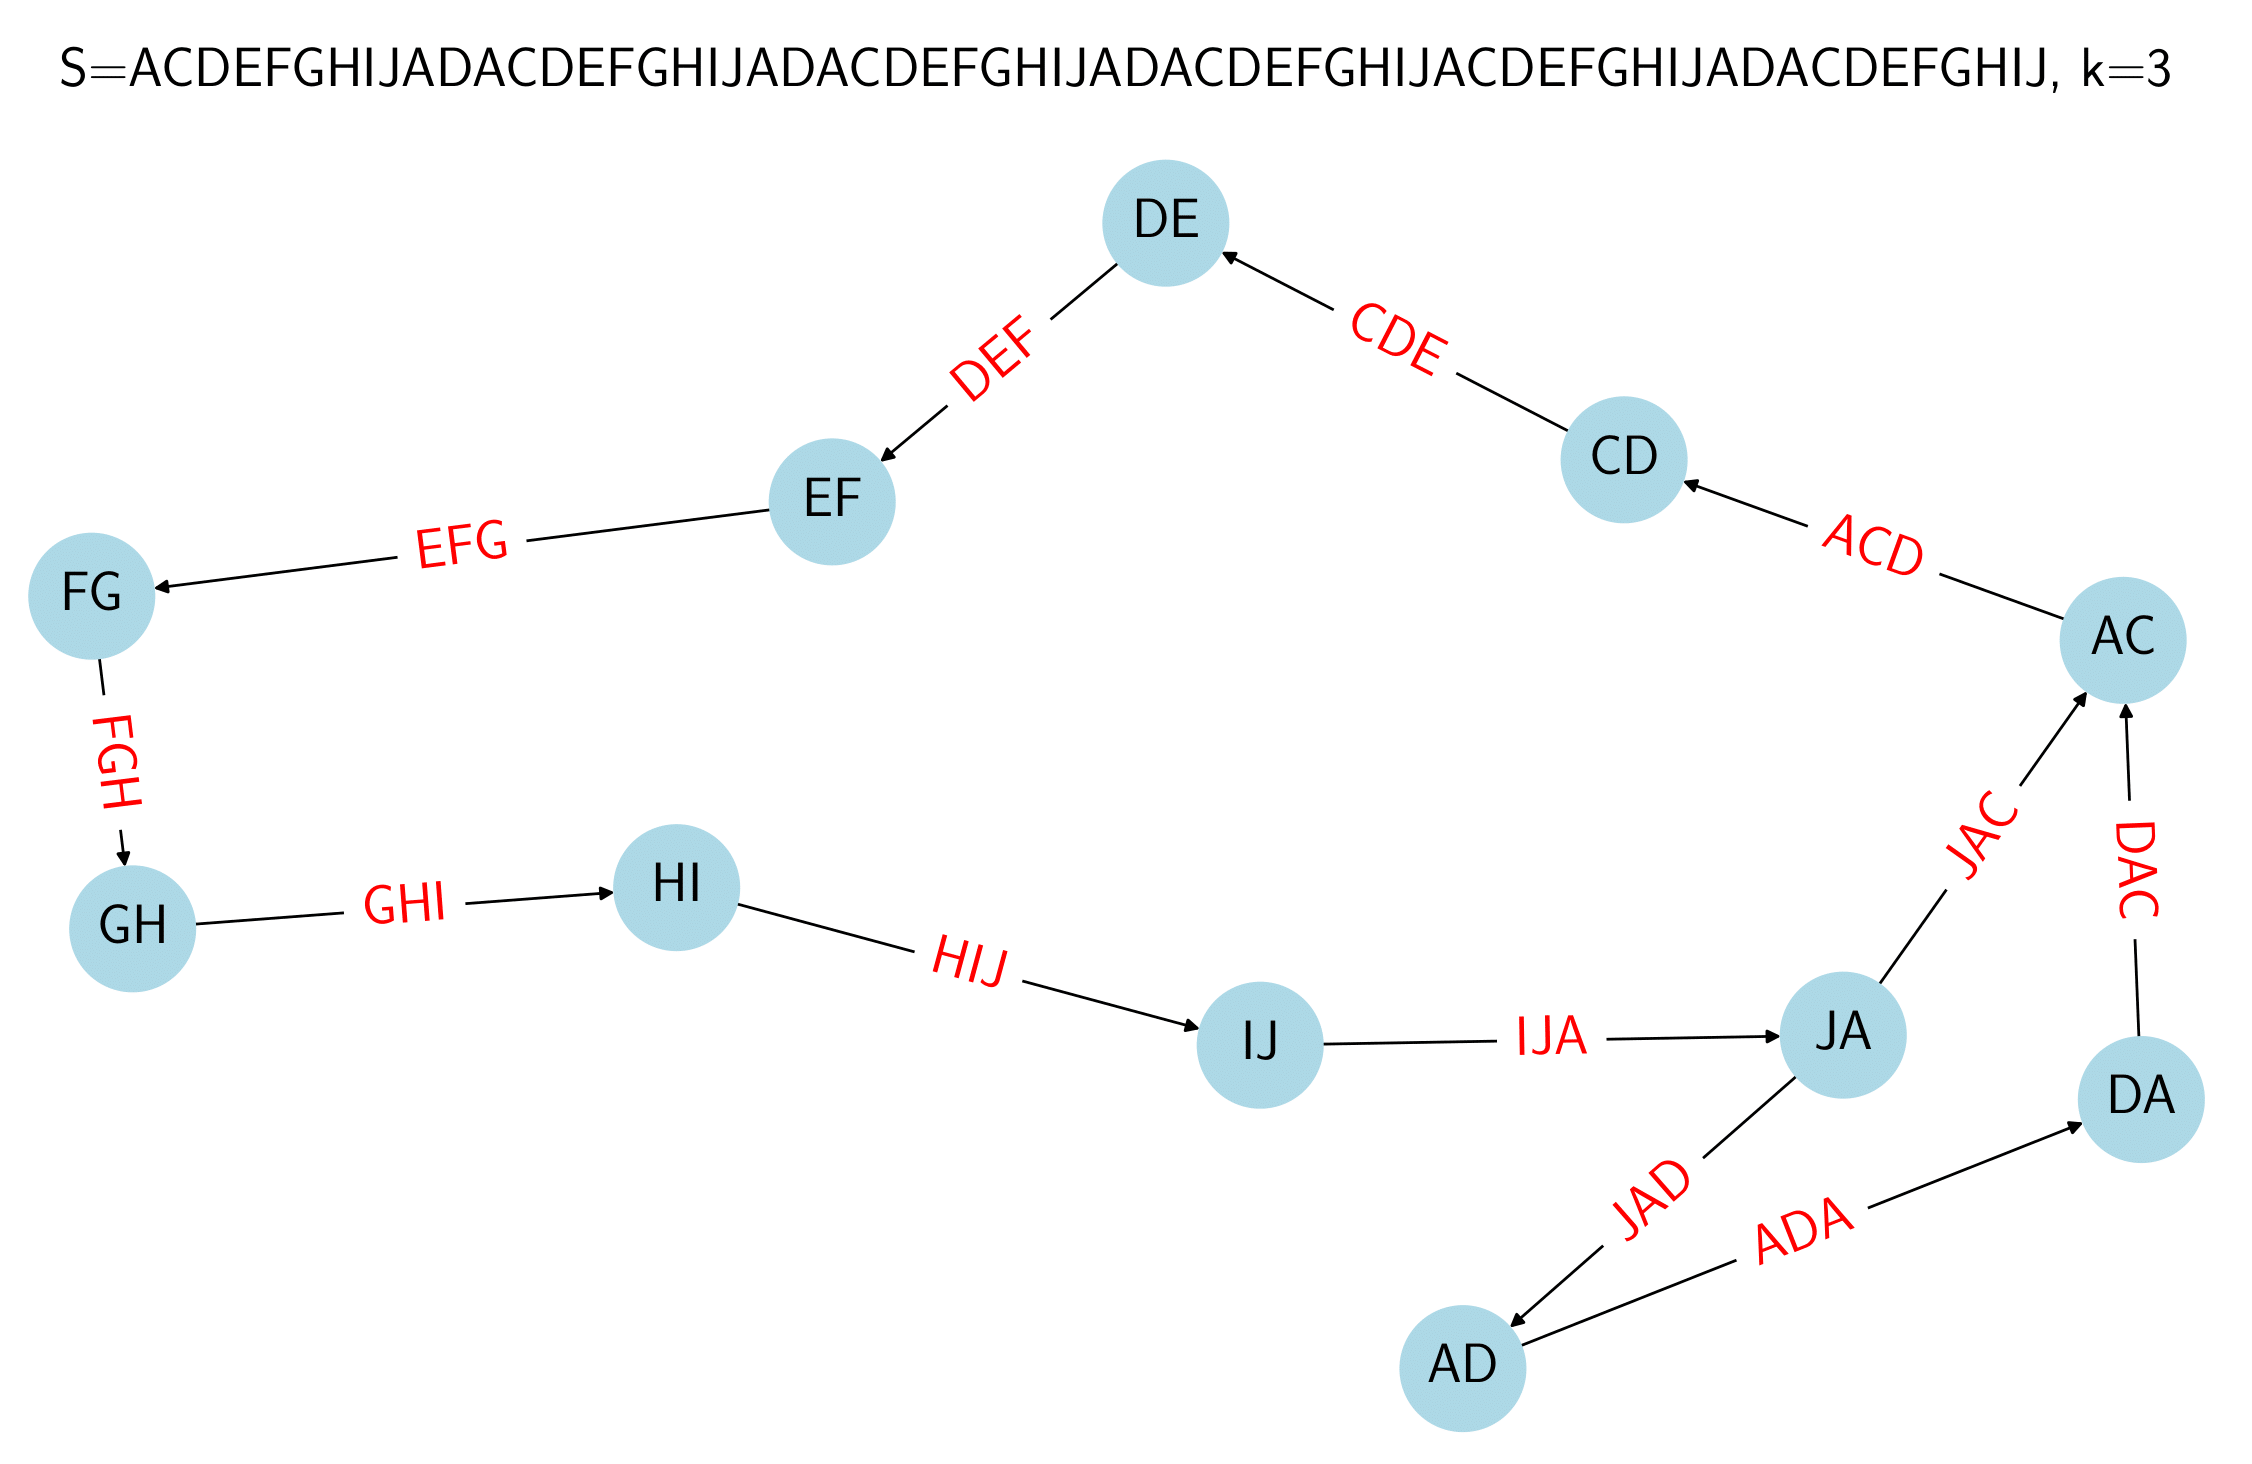 S=ACDEFGHIJADACDEFGHIJADACDEFGHIJADACDEFGHIJACDEFGHIJADACDEFGHIJ, k=3
DE
CDE
DEF
CD
EF
ACD
EFG
FG
AC
FGH
JAC
DAC
HI
GHI
GH
HIJ
IJ
IJA
JA
DA
JAD
ADA
AD